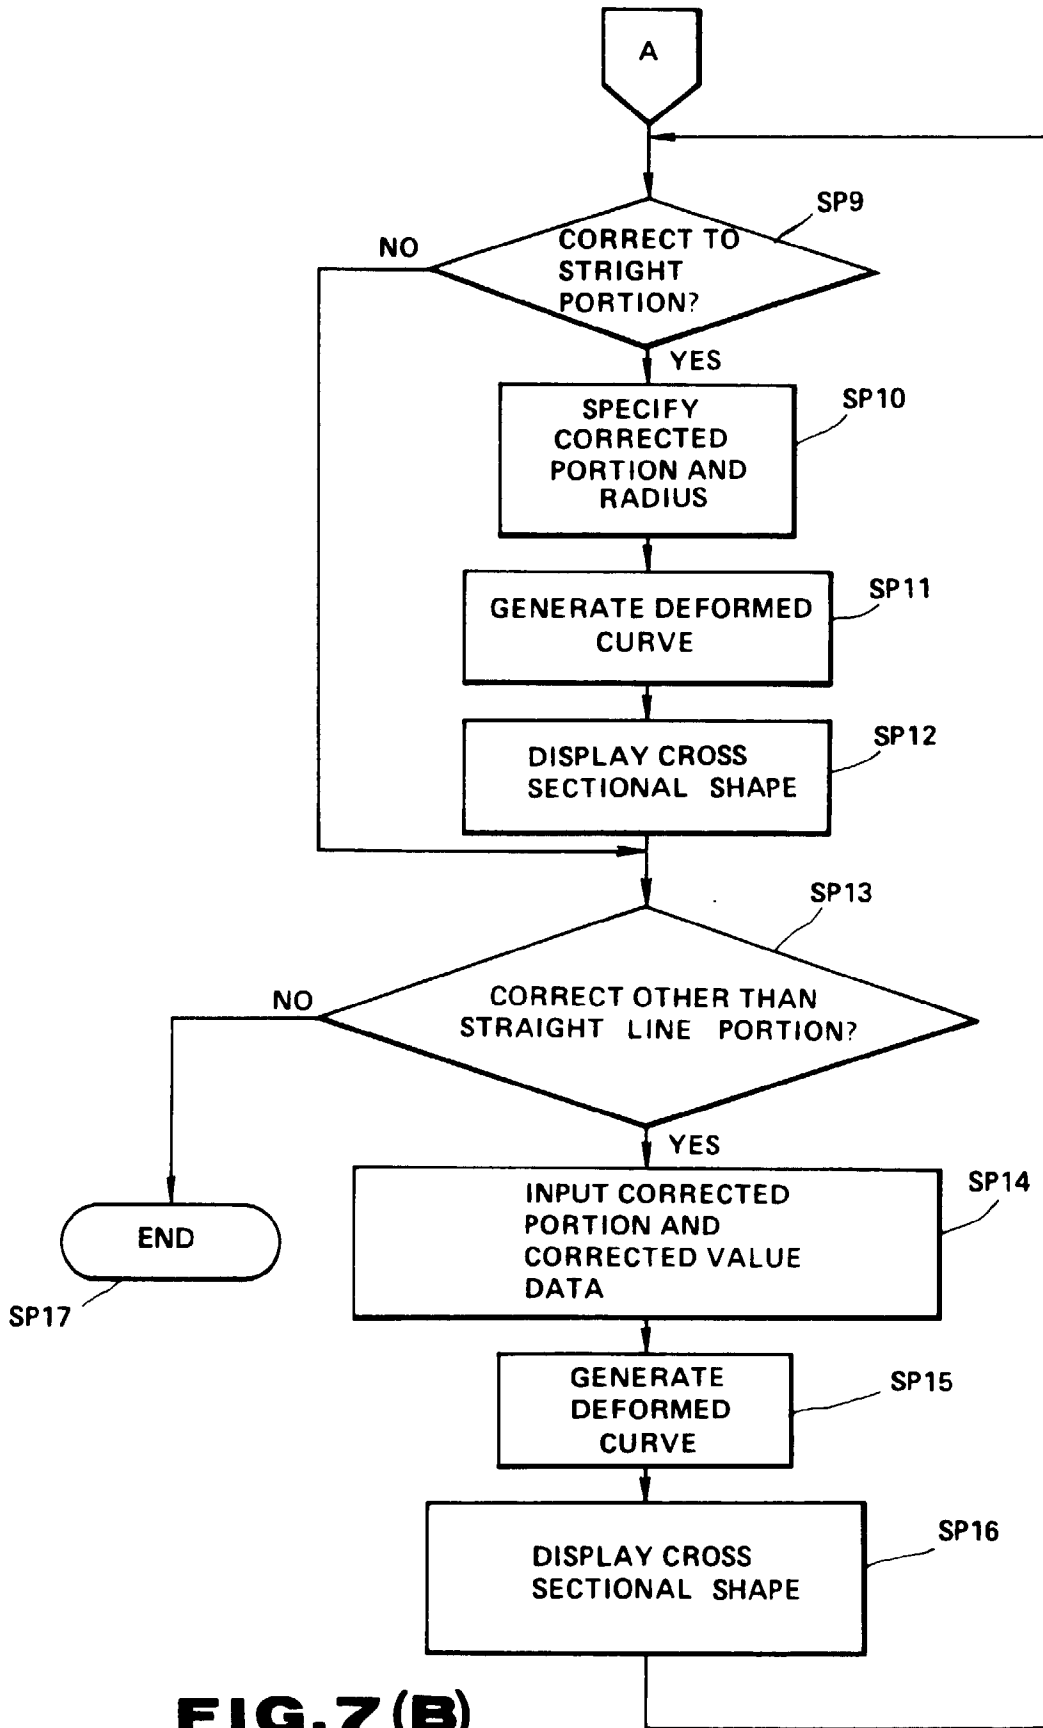 A
SP9
NO
CORRECT TO
STRIGHT
PORTION?
YES
SP10
SPECIFY
CORRECTED
PORTION AND
RADIUS
SP11
GENERATE DEFORMED
CURVE
SP12
DISPLAY CROSS
SECTIONAL SHAPE
SP13
NO
CORRECT OTHER THAN
STRAIGHT LINE PORTION?
YES
SP14
INPUT CORRECTED
PORTION AND
CORRECTED VALUE
DATA
END
SP17
SP15
GENERATE
DEFORMED
CURVE
SP16
DISPLAY CROSS
SECTIONAL SHAPE
FIG.7(B)